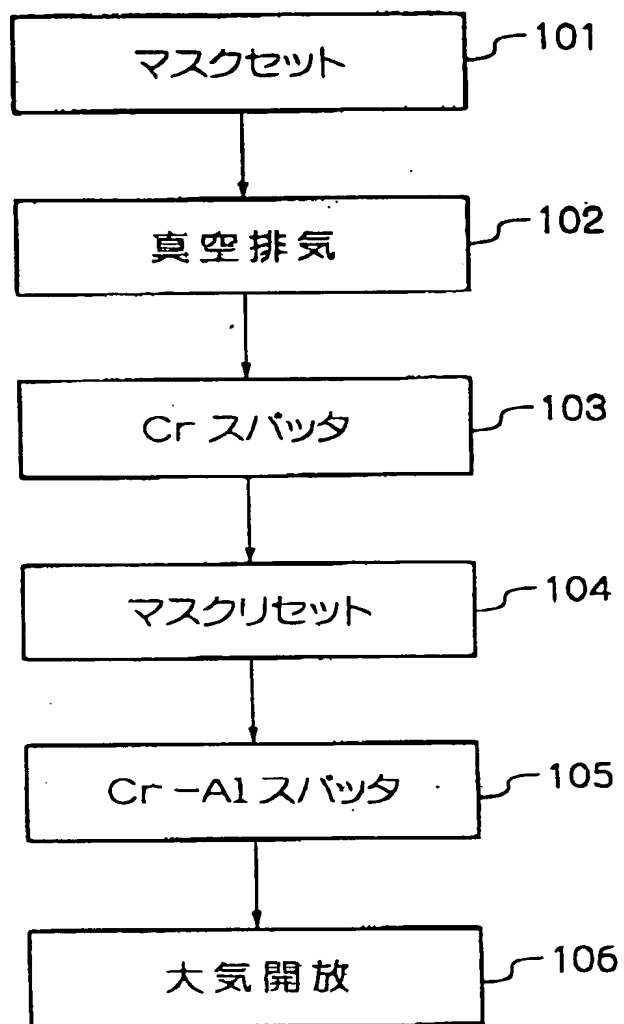 マスクセット 101
真空排気 102
Cr スパッタ 103
マスクリセット 104
Cr-Al スパッタ 105
大気開放 106